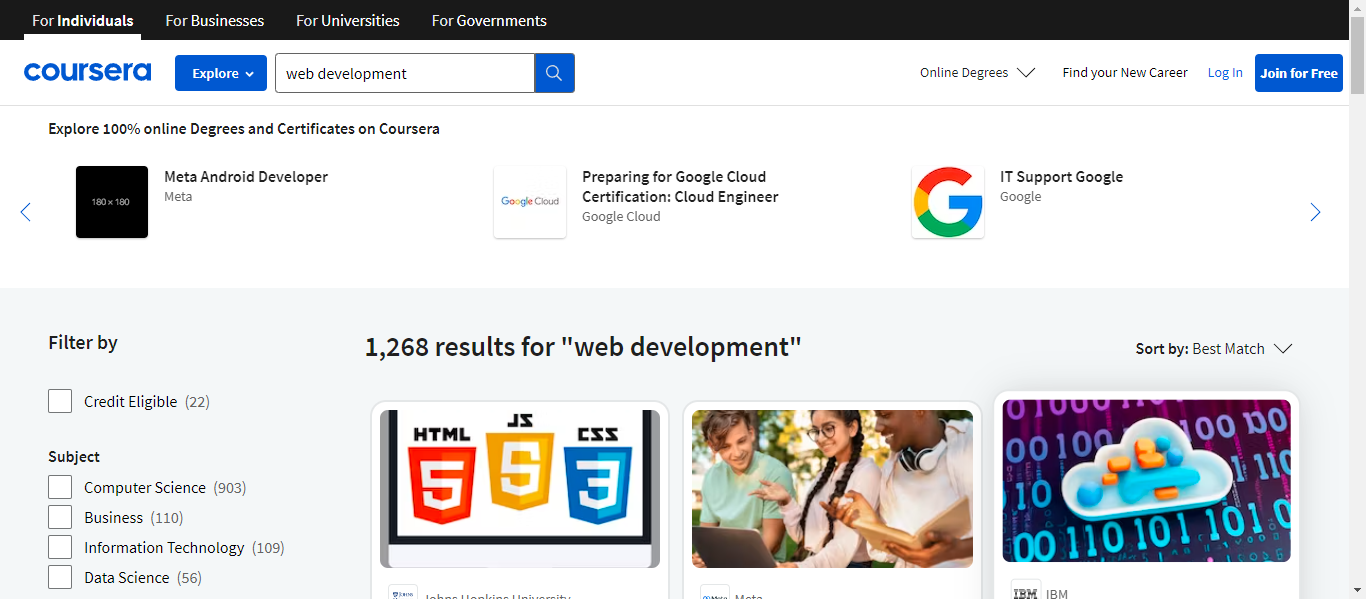 For Individuals For Businesses For Universities For Governments
coursera Explore web development Online Degrees Find your New Career Log In Join for Free
Explore 100% online Degrees and Certificates on Coursera
180 × 180
Meta Android Developer
Meta
Google Cloud
Preparing for Google Cloud
Certification: Cloud Engineer
Google Cloud
IT Support Google
Google
Filter by
1,268 results for "web development"
Sort by: Best Match
Credit Eligible (22)
Subject
Computer Science (903)
Business (110)
Information Technology (109)
Data Science (56)
HTML JS CSS
5 5 3
Johns Hopkins University
Meta
IBM IBM